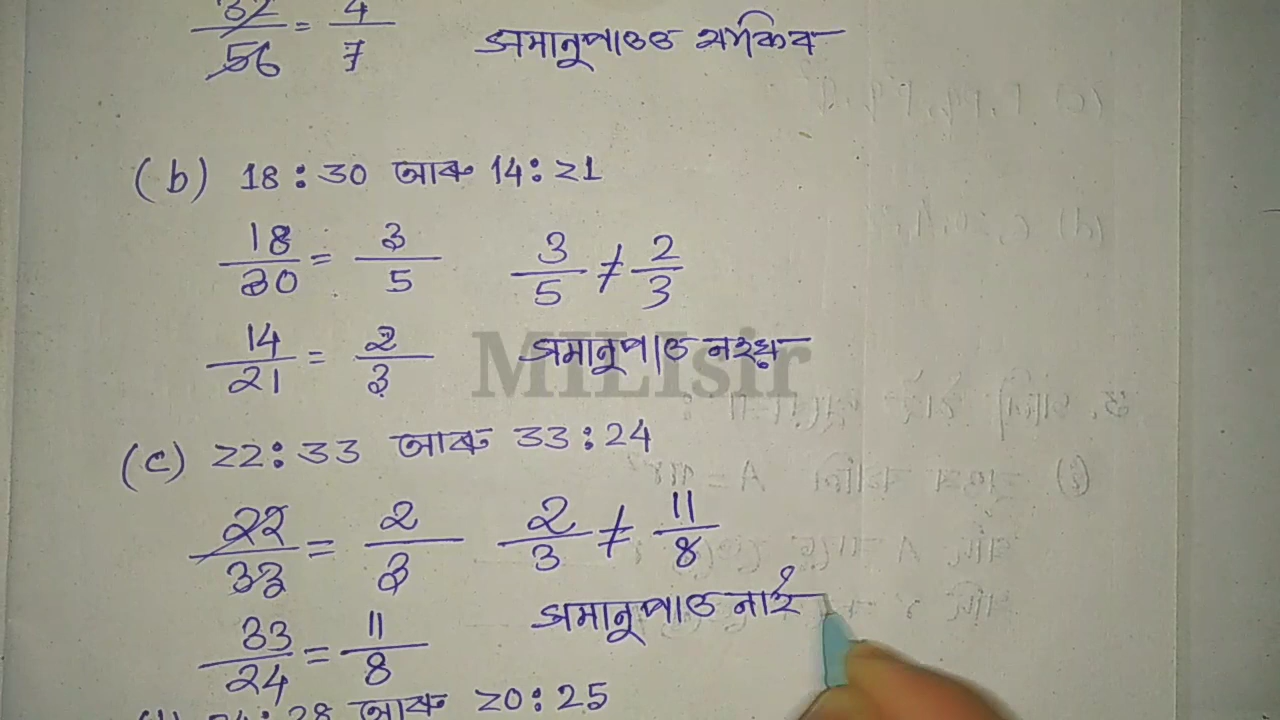 32/56 = 4/7 সমানুপাতত থাকিব
(b) 18:30 আৰু 14:21
18/30 = 3/5 3/5 ≠ 2/3
14/21 = 2/3 সমানুপাত নহয়
MILIsir
(c) 22:33 আৰু 33:24
22/33 = 2/3 2/3 ≠ 11/8
সমানুপাত নাই
33/24 = 11/8
28 আৰু 20:25